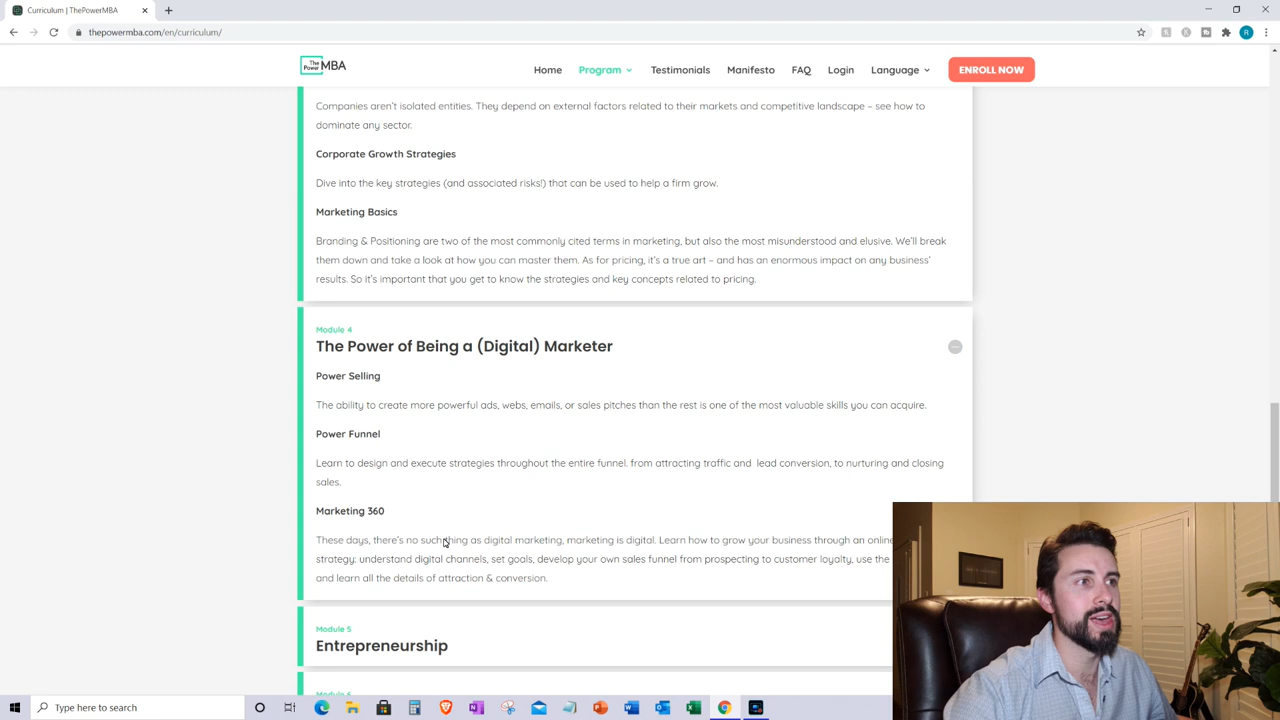 Curriculum | ThePowerMBA
thepowermba.com/en/curriculum/
R
The Power MBA
Home Program Testimonials Manifesto FAQ Login Language ENROLL NOW
Companies aren't isolated entities. They depend on external factors related to their markets and competitive landscape – see how to
dominate any sector.
Corporate Growth Strategies
Dive into the key strategies (and associated risks!) that can be used to help a firm grow.
Marketing Basics
Branding & Positioning are two of the most commonly cited terms in marketing, but also the most misunderstood and elusive. We'll break
them down and take a look at how you can master them. As for pricing, it's a true art – and has an enormous impact on any business'
results. So it's important that you get to know the strategies and key concepts related to pricing.
Module 4
The Power of Being a (Digital) Marketer
Power Selling
The ability to create more powerful ads, webs, emails, or sales pitches than the rest is one of the most valuable skills you can acquire.
Power Funnel
Learn to design and execute strategies throughout the entire funnel. from attracting traffic and lead conversion, to nurturing and closing
sales.
Marketing 360
These days, there's no such thing as digital marketing, marketing is digital. Learn how to grow your business through an online
strategy: understand digital channels, set goals, develop your own sales funnel from prospecting to customer loyalty, use the
and learn all the details of attraction & conversion.
Module 5
Entrepreneurship
Module 6
Type here to search